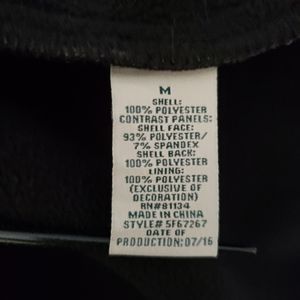 M
SHELL:
100% POLYESTER
CONTRAST PANELS:
SHELL FACE:
93% POLYESTER/
7% SPANDEX
SHELL BACK:
100% POLYESTER
LINING:
100% POLYESTER
(EXCLUSIVE OF
DECORATION)
RN#81134
MADE IN CHINA
STYLE# SF67267
DATE OF
PRODUCTION: 07/16